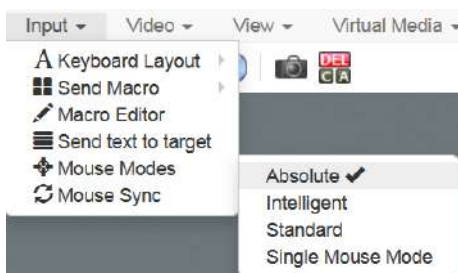 Input Video View Virtual Media
DEL
C A
Keyboard Layout
Send Macro
Macro Editor
Send text to target
Mouse Modes
Mouse Sync
Absolute
Intelligent
Standard
Single Mouse Mode